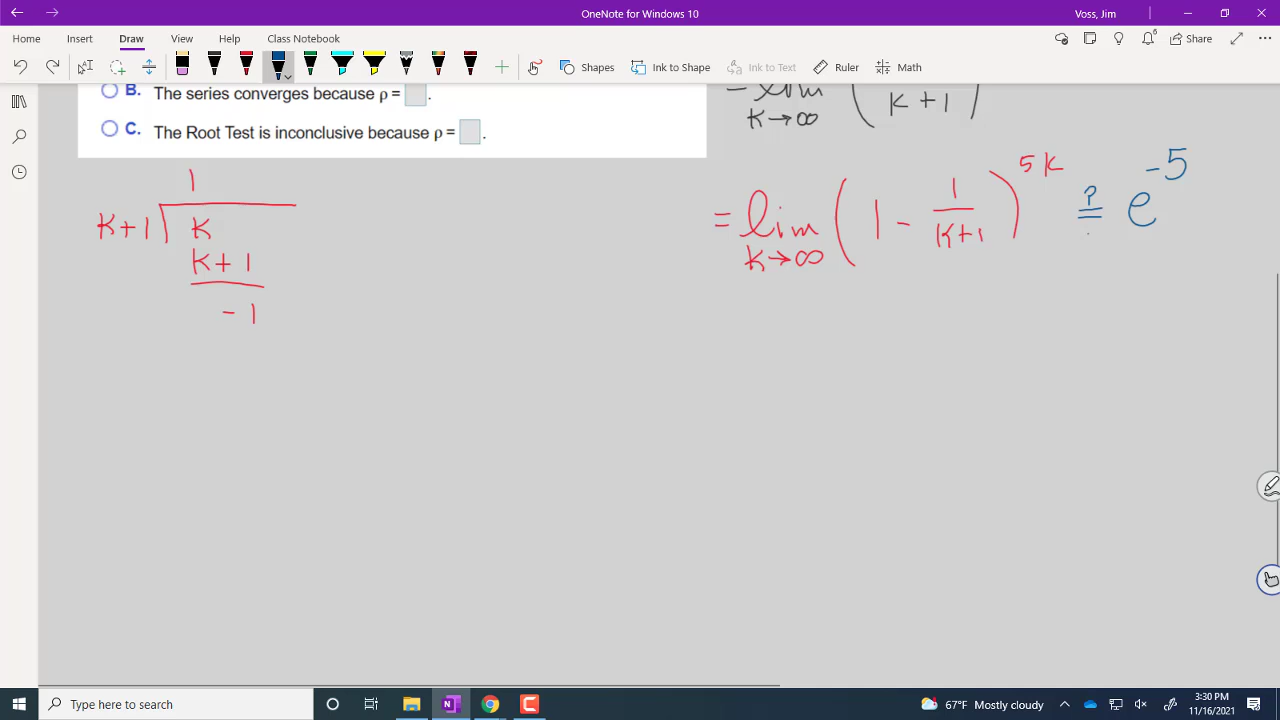 OneNote for Windows 10
Voss, Jim
Home Insert Draw View Help Class Notebook
Share
Shapes Ink to Shape Ink to Text Ruler Math
B. The series converges because ρ = .
C. The Root Test is inconclusive because ρ = .
= lim K→∞ ( K + 1 )
1
K+1 K
K + 1
- 1
= lim K→∞ ( 1 - 1/(K+1) )^5K ?= e^-5
Type here to search
67°F Mostly cloudy
3:30 PM
11/16/2021
6